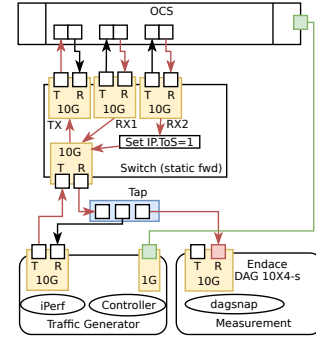 OCS
T R T R T R
10G 10G 10G
TX RX1 RX2
Set IP.ToS=1
10G
T R
Switch (static fwd)
Tap
T R
10G
1G
iPerf Controller
Traffic Generator
T R
10G
Endace
DAG 10X4-s
dagsnap
Measurement